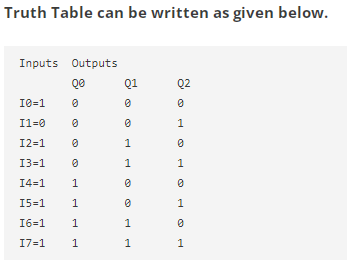 Truth Table can be written as given below.
Inputs Outputs
Q0 Q1 Q2
I0=1 0 0 0
I1=0 0 0 1
I2=1 0 1 0
I3=1 0 1 1
I4=1 1 0 0
I5=1 1 0 1
I6=1 1 1 0
I7=1 1 1 1